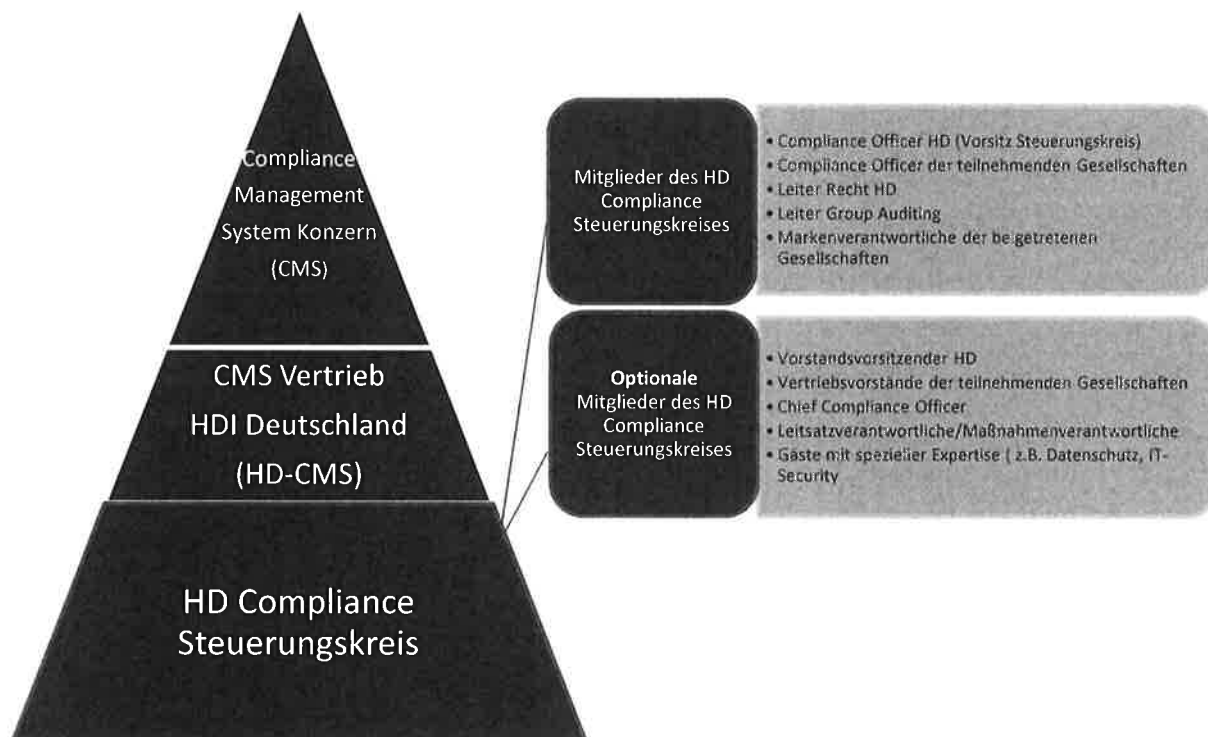 Compliance
Management
System Konzern
(CMS)
CMS Vertrieb
HDI Deutschland
(HD-CMS)
HD Compliance
Steuerungskreis
Mitglieder des HD
Compliance
Steuerungskreises
• Compliance Officer HD (Vorsitz Steuerungskreis)
• Compliance Officer der teilnehmenden Gesellschaften
• Leiter Recht HD
• Leiter Group Auditing
• Markenverantwortliche der beigetretenen
Gesellschaften
Optionale
Mitglieder des HD
Compliance
Steuerungskreises
• Vorstandsvorsitzender HD
• Vertriebsvorstände der teilnehmenden Gesellschaften
• Chief Compliance Officer
• Leitsatzverantwortliche/Maßnahmenverantwortliche
• Gäste mit spezieller Expertise ( z.B. Datenschutz, IT-
Security